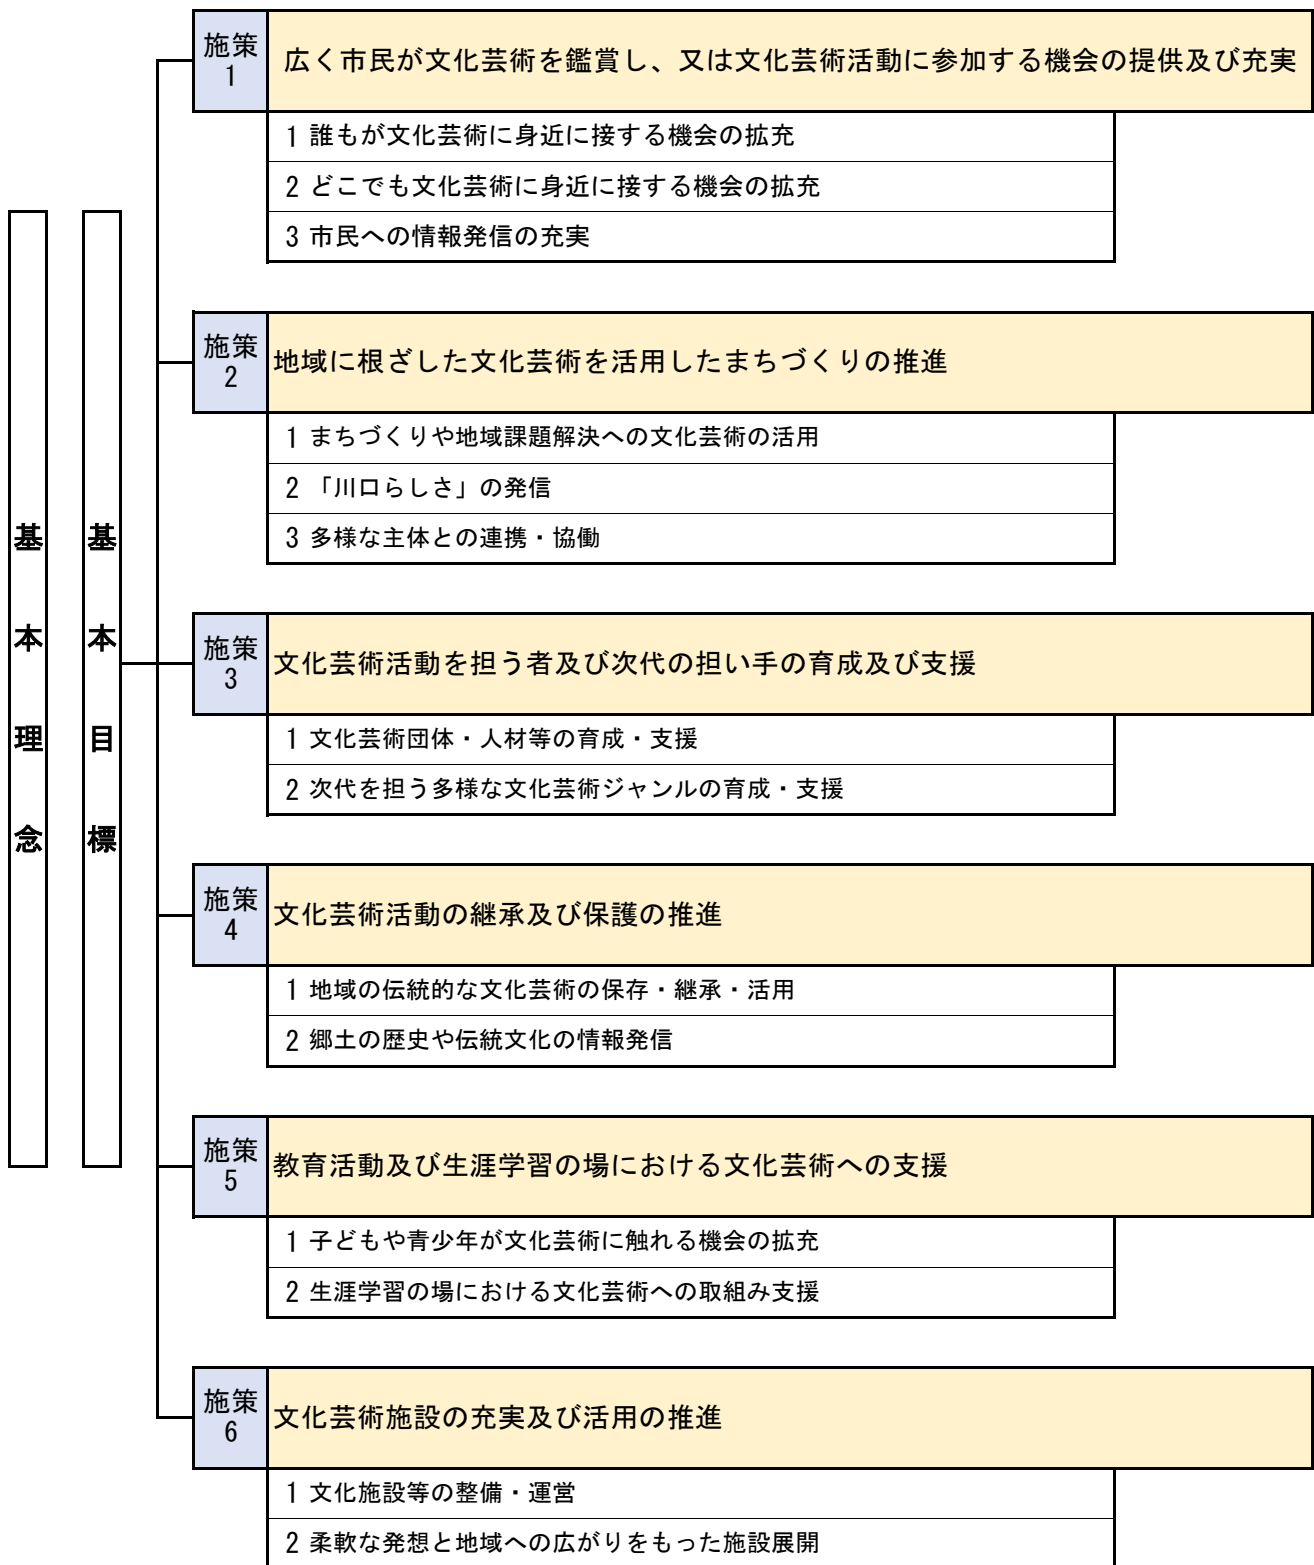 基本理念
基本目標
施策
1
広く市民が文化芸術を鑑賞し、又は文化芸術活動に参加する機会の提供及び充実
1 誰もが文化芸術に身近に接する機会の拡充
2 どこでも文化芸術に身近に接する機会の拡充
3 市民への情報発信の充実
施策
2
地域に根ざした文化芸術を活用したまちづくりの推進
1 まちづくりや地域課題解決への文化芸術の活用
2 「川口らしさ」の発信
3 多様な主体との連携・協働
施策
3
文化芸術活動を担う者及び次代の担い手の育成及び支援
1 文化芸術団体・人材等の育成・支援
2 次代を担う多様な文化芸術ジャンルの育成・支援
施策
4
文化芸術活動の継承及び保護の推進
1 地域の伝統的な文化芸術の保存・継承・活用
2 郷土の歴史や伝統文化の情報発信
施策
5
教育活動及び生涯学習の場における文化芸術への支援
1 子どもや青少年が文化芸術に触れる機会の拡充
2 生涯学習の場における文化芸術への取組み支援
施策
6
文化芸術施設の充実及び活用の推進
1 文化施設等の整備・運営
2 柔軟な発想と地域への広がりをもった施設展開